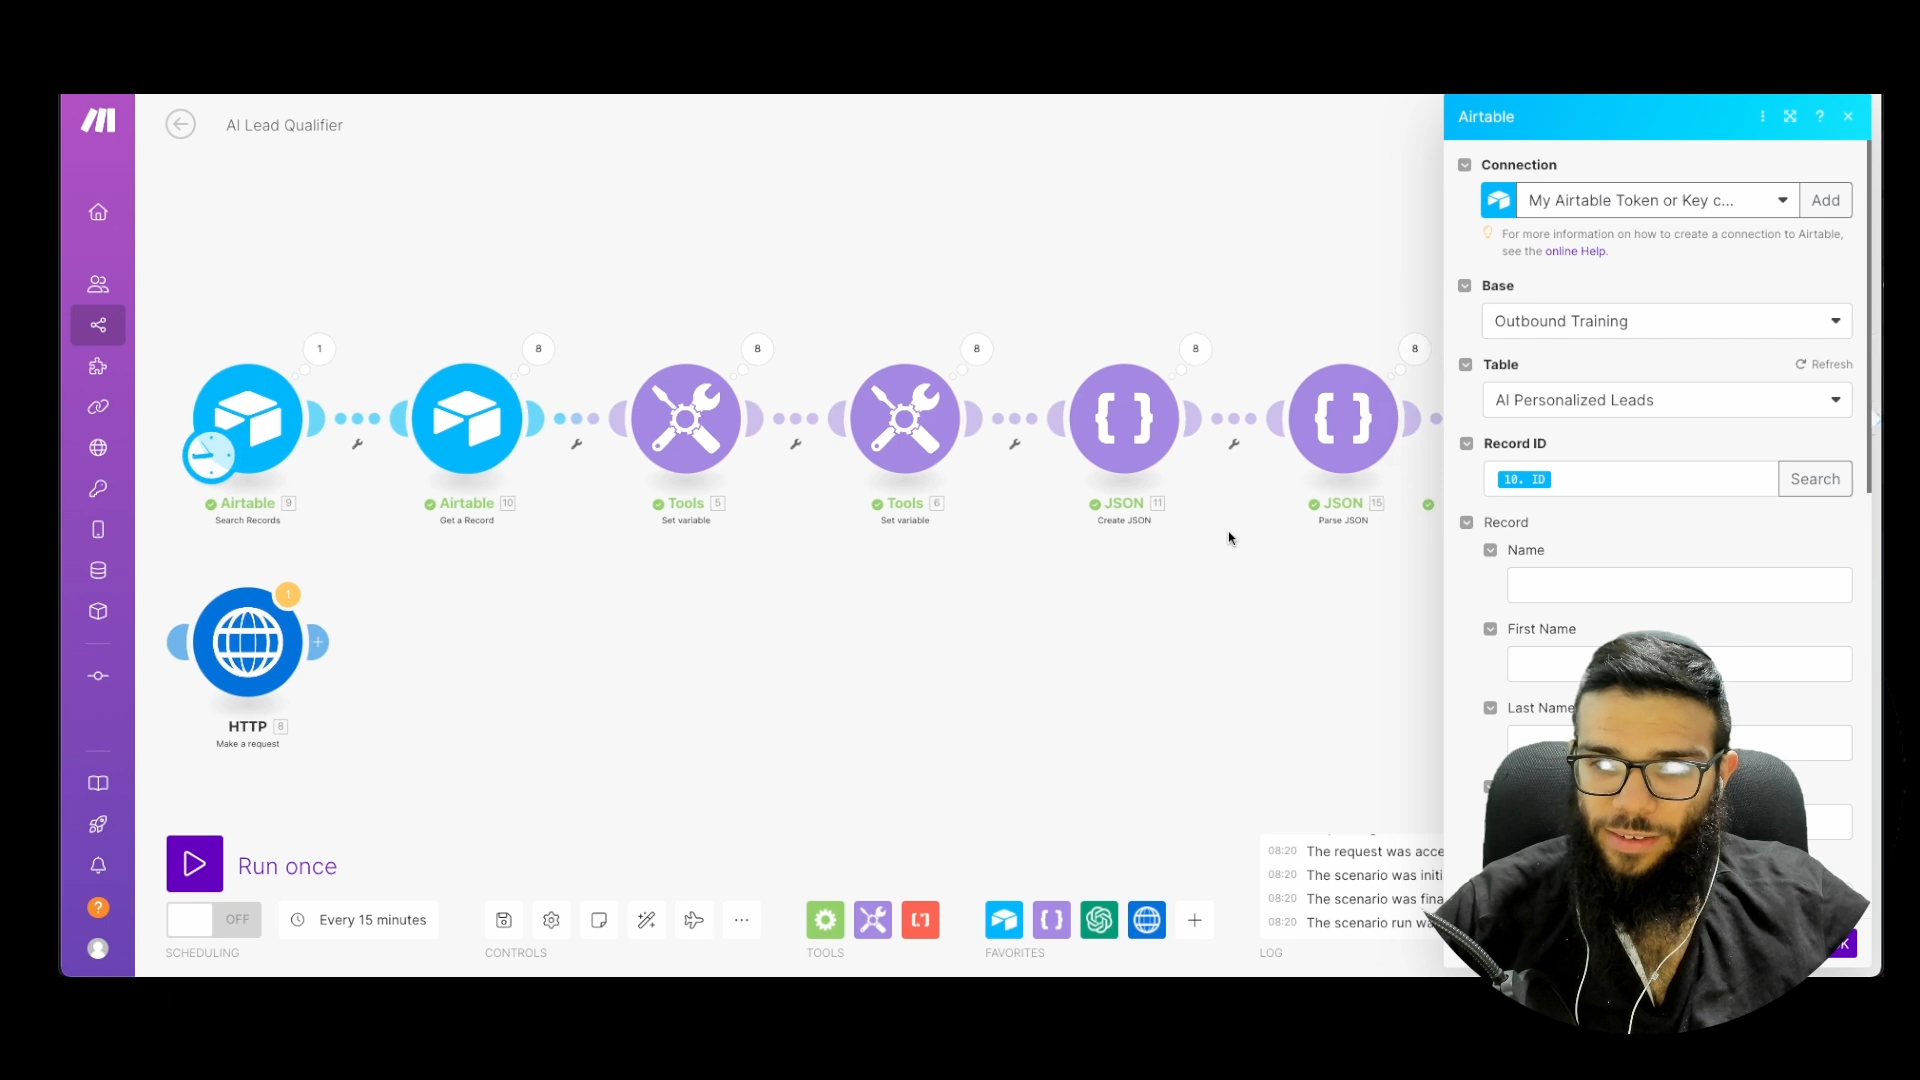 AI Lead Qualifier
1
8
8
8
8
8
Airtable 9
Search Records
Airtable 10
Get a Record
Tools 5
Set variable
Tools 6
Set variable
JSON 11
Create JSON
JSON 15
Parse JSON
1
HTTP 8
Make a request
Run once
OFF
Every 15 minutes
SCHEDULING
CONTROLS
TOOLS
FAVORITES
LOG
08:20 The request was acce
08:20 The scenario was initi
08:20 The scenario was fina
08:20 The scenario run wa
?
Airtable
?
Connection
My Airtable Token or Key c...
Add
For more information on how to create a connection to Airtable,
see the online Help.
Base
Outbound Training
Table
Refresh
AI Personalized Leads
Record ID
10. ID
Search
Record
Name
First Name
Last Name
K